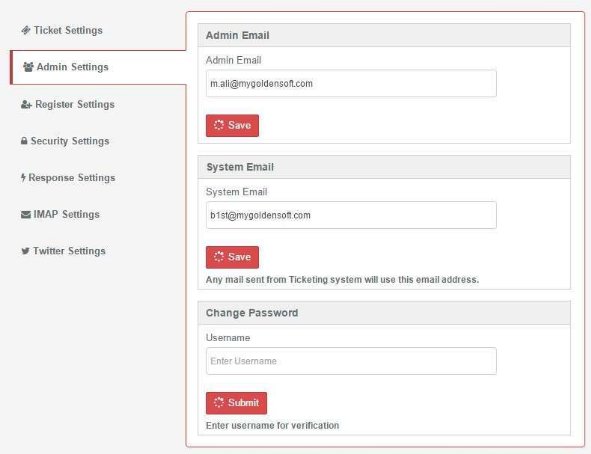 Ticket Settings
Admin Settings
Register Settings
Security Settings
Response Settings
IMAP Settings
Twitter Settings
Admin Email
Admin Email
m.ali@mygoldensoft.com
Save
System Email
System Email
b1st@mygoldensoft.com
Save
Any mail sent from Ticketing system will use this email address.
Change Password
Username
Enter Username
Submit
Enter username for verification